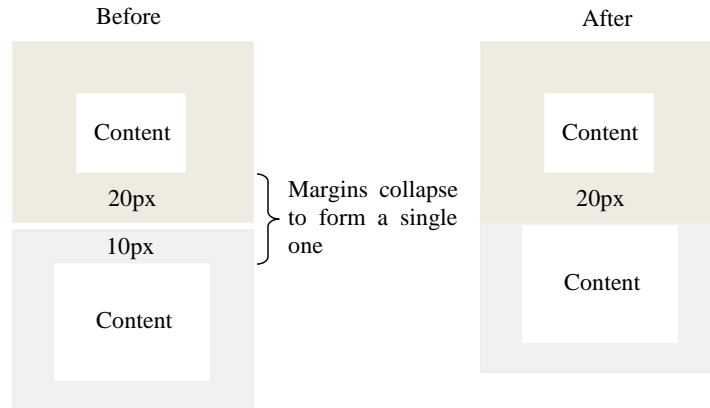 Before
After
Content
Content
20px
Margins collapse
to form a single
one
20px
10px
Content
Content